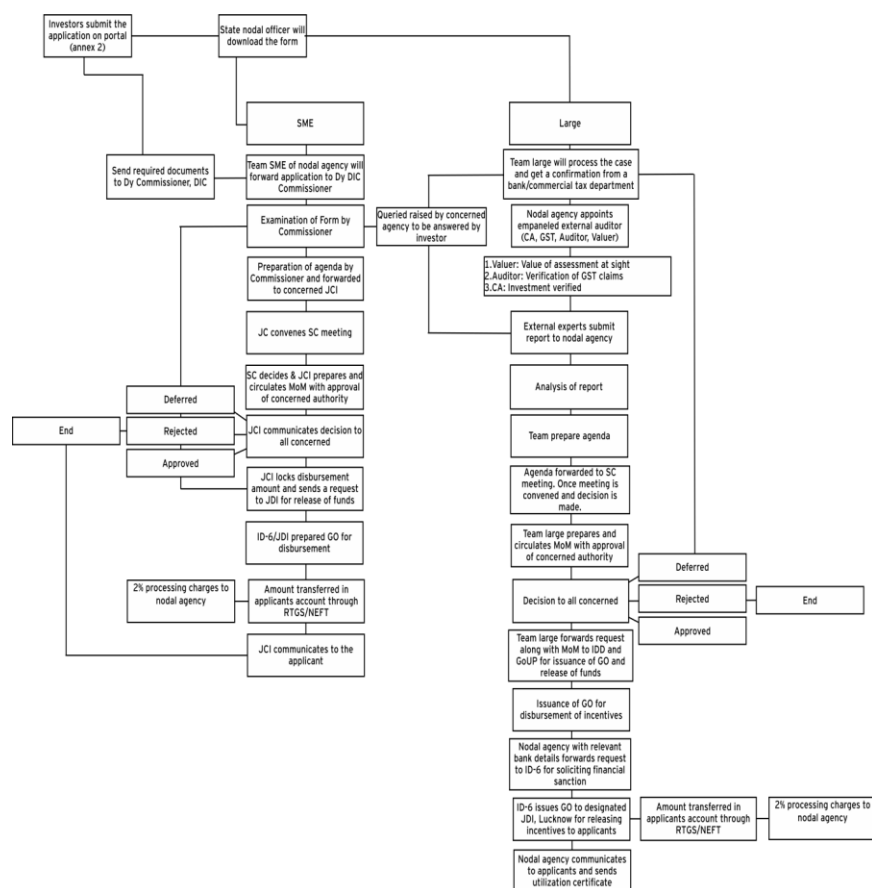 Investors submit the
application on portal
(annex 2)
State nodal officer will
download the form
SME
Large
Send required documents
to Dy Commissioner, DIC
Team SME of nodal agency will
forward application to Dy DIC
Commissioner
Team large will process the case
and get a confirmation from a
bank/commercial tax department
Examination of Form by
Commissioner
Queried raised by concerned
agency to be answered by
investor
Nodal agency appoints
empaneled external auditor
(CA, GST, Auditor, Valuer)
Preparation of agenda by
Commissioner and forwarded
to concerned JCI
1.Valuer: Value of assessment at sight
2.Auditor: Verification of GST claims
3.CA: Investment verified
JC convenes SC meeting
External experts submit
report to nodal agency
SC decides & JCI prepares and
circulates MoM with approval
of concerned authority
Analysis of report
Deferred
End
Rejected
JCI communicates decision to
all concerned
Approved
Team prepare agenda
JCI locks disbursement
amount and sends a request
to JDI for release of funds
Agenda forwarded to SC
meeting. Once meeting is
convened and decision is
made.
ID-6/JDI prepared GO for
disbursement
Team large prepares and
circulates MoM with approval
of concerned authority
2% processing charges to
nodal agency
Amount transferred in
applicants account through
RTGS/NEFT
Decision to all concerned
Deferred
Rejected
End
Approved
JCI communicates to the
applicant
Team large forwards request
along with MoM to IDD and
GoUP for issuance of GO and
release of funds
Issuance of GO for
disbursement of incentives
Nodal agency with relevant
bank details forwards request
to ID-6 for soliciting financial
sanction
ID-6 issues GO to designated
JDI, Lucknow for releasing
incentives to applicants
Amount transferred in
applicants account through
RTGS/NEFT
2% processing charges to
nodal agency
Nodal agency communicates
to applicants and sends
utilization certificate